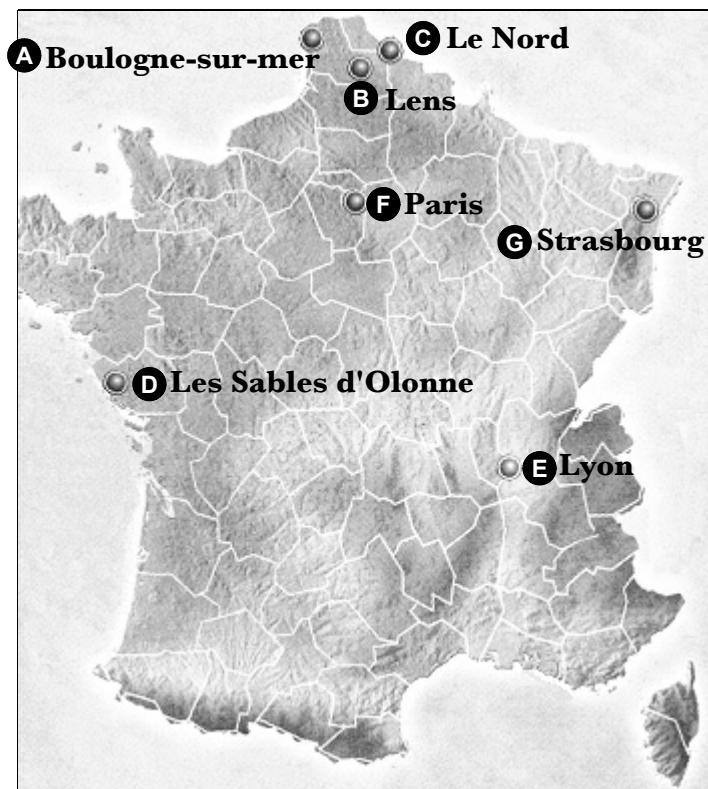 A Boulogne-sur-mer
C Le Nord
B Lens
F Paris
G Strasbourg
D Les Sables d'Olonne
E Lyon